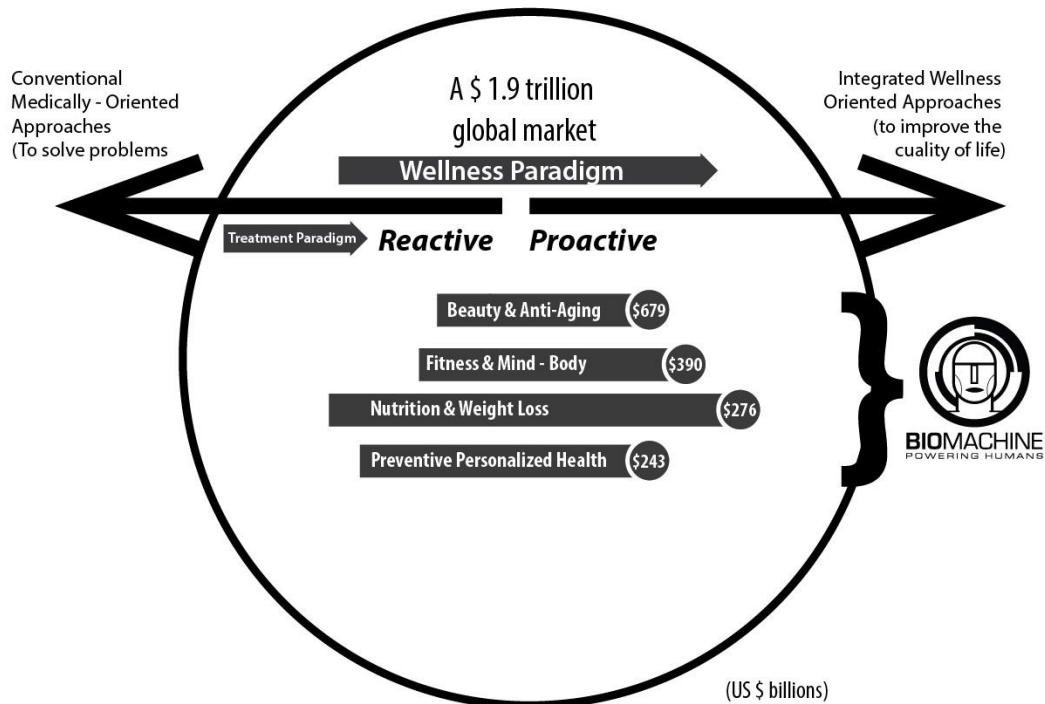 Conventional
Medically - Oriented
Approaches
(To solve problems
A $ 1.9 trillion
global market
Integrated Wellness
Oriented Approaches
(to improve the
cuality of life)
Wellness Paradigm
Treatment Paradigm
Reactive
Proactive
Beauty & Anti-Aging $679
Fitness & Mind - Body $390
Nutrition & Weight Loss $276
Preventive Personalized Health $243
BIOMACHINE
POWERING HUMANS
(US $ billions)